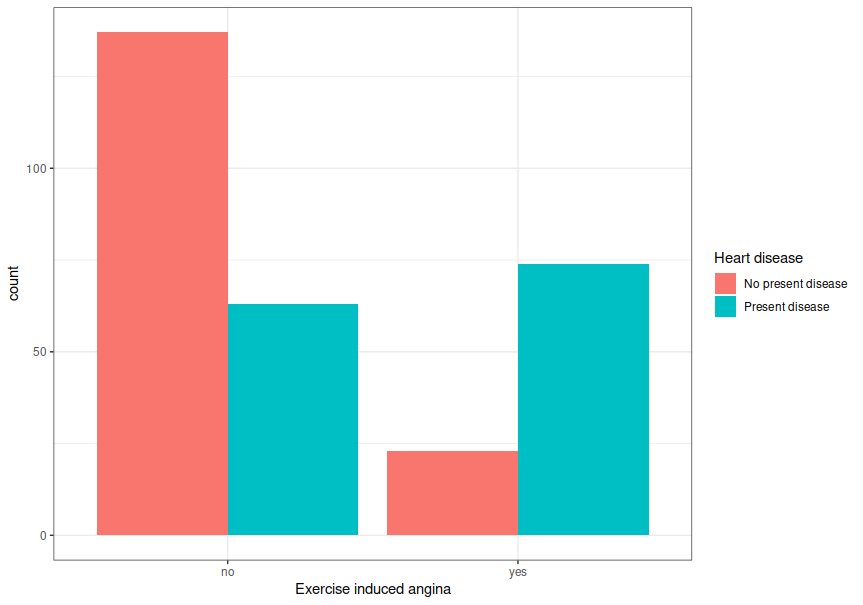 100
50
0
count
no
yes
Exercise induced angina
Heart disease
No present disease
Present disease